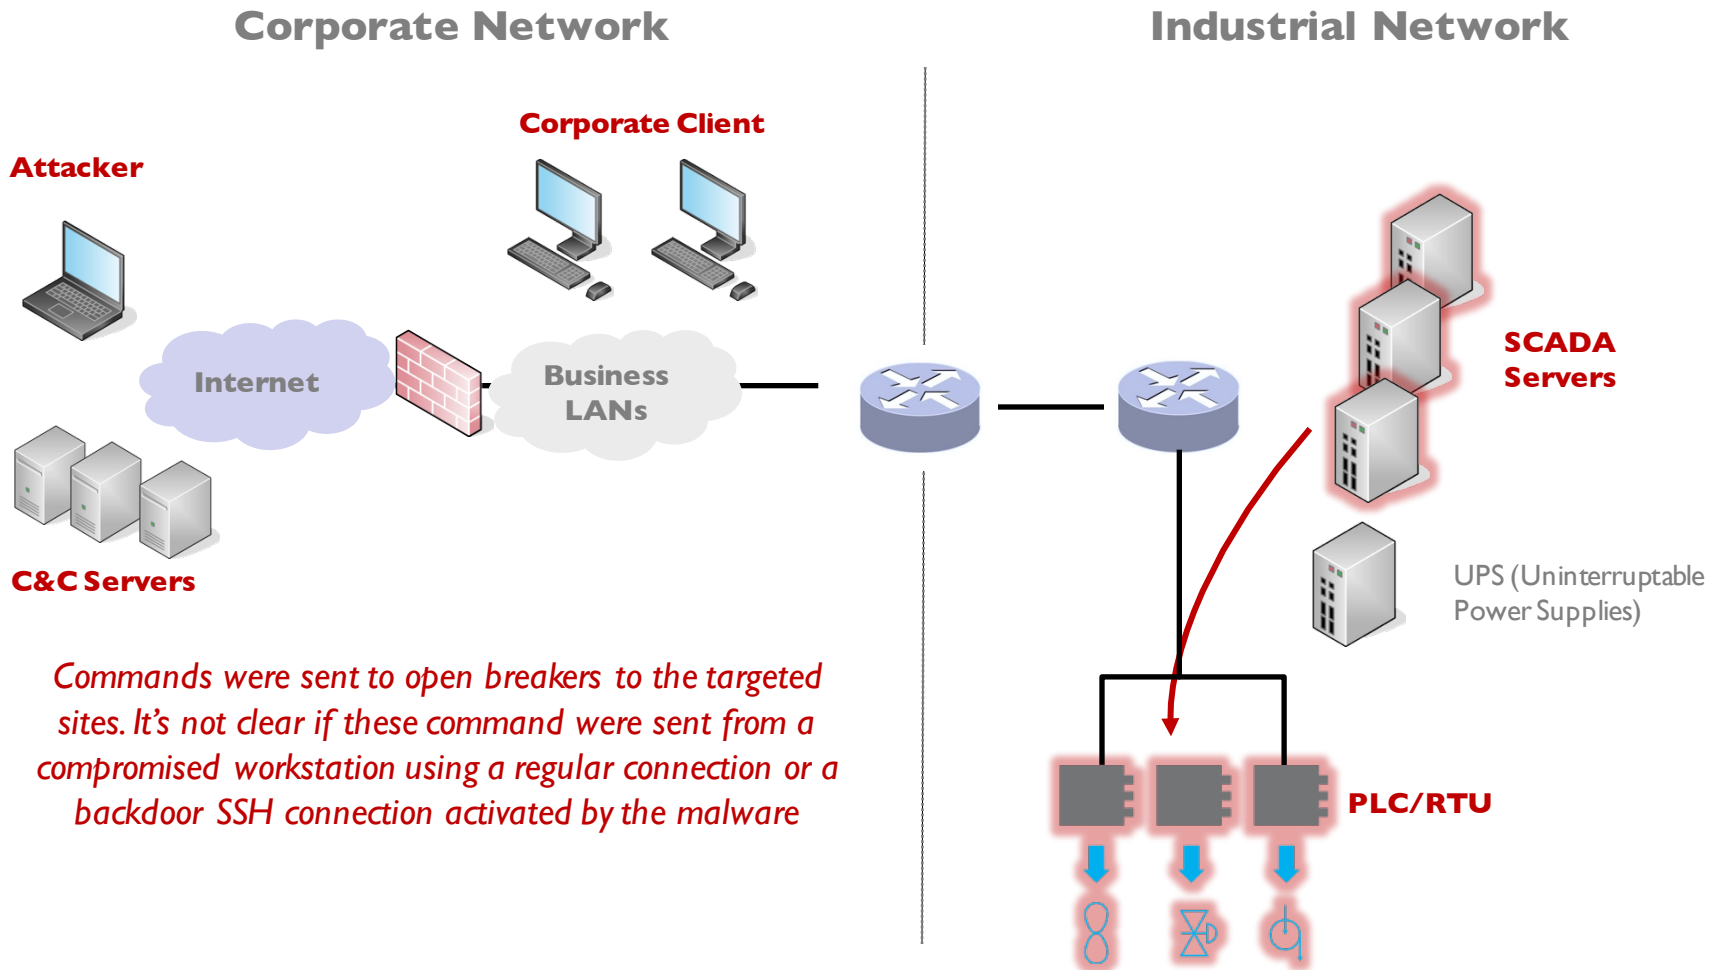 Corporate Network
Industrial Network
Corporate Client
Attacker
Internet
Business
LANs
SCADA
Servers
C&C Servers
UPS (Uninterruptable
Power Supplies)
Commands were sent to open breakers to the targeted
sites. It's not clear if these command were sent from a
compromised workstation using a regular connection or a
backdoor SSH connection activated by the malware
PLC/RTU